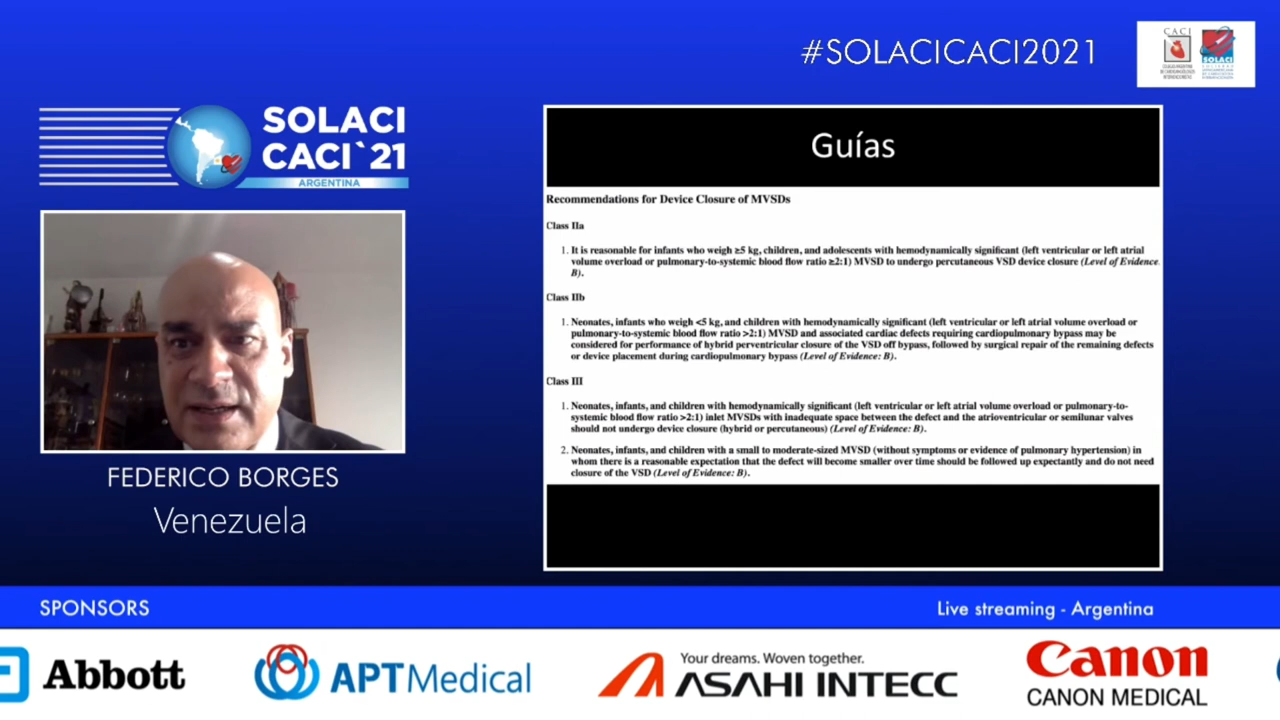 #SOLACICACI2021
CACI
SOLACI
SOLACI
CACI`21
ARGENTINA
FEDERICO BORGES
Venezuela
Guías
Recommendations for Device Closure of MVSDs
Class IIa
1. It is reasonable for infants who weigh ≥5 kg, children, and adolescents with hemodynamically significant (left ventricular or left atrial
volume overload or pulmonary-to-systemic blood flow ratio ≥2:1) MVSD to undergo percutaneous VSD device closure (Level of Evidence
B).
Class IIb
1. Neonates, infants who weigh <5 kg, and children with hemodynamically significant (left ventricular or left atrial volume overload or
pulmonary-to-systemic blood flow ratio >2:1) MVSD and associated cardiac defects requiring cardiopulmonary bypass may be
considered for performance of hybrid perventricular closure of the VSD off bypass, followed by surgical repair of the remaining defects
or device placement during cardiopulmonary bypass (Level of Evidence: B).
Class III
1. Neonates, infants, and children with hemodynamically significant (left ventricular or left atrial volume overload or pulmonary-to-
systemic blood flow ratio >2:1) inlet MVSDs with inadequate space between the defect and the atrioventricular or semilunar valves
should not undergo device closure (hybrid or percutaneous) (Level of Evidence: B).
2. Neonates, infants, and children with a small to moderate-sized MVSD (without symptoms or evidence of pulmonary hypertension) in
whom there is a reasonable expectation that the defect will become smaller over time should be followed up expectantly and do not need
closure of the VSD (Level of Evidence: B).
SPONSORS
Live streaming - Argentina
Abbott
APTMedical
Your dreams. Woven together.
ASAHI INTECC
Canon
CANON MEDICAL